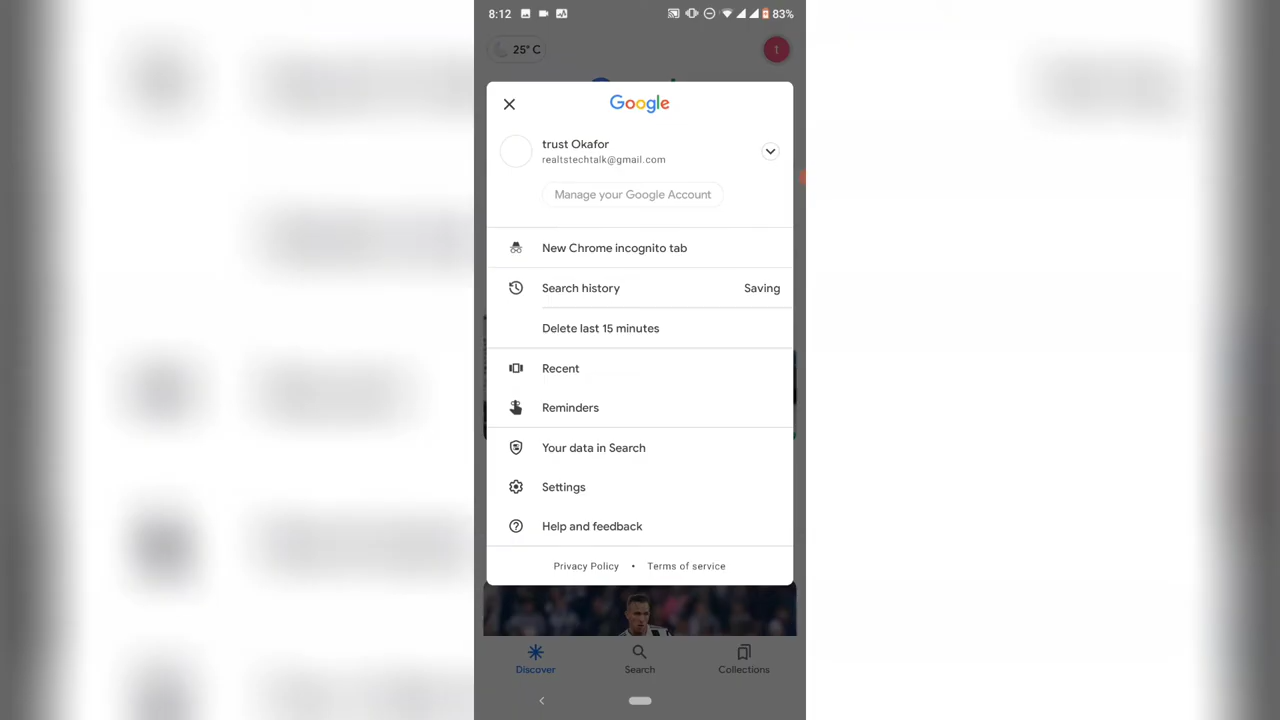 8:12 83%
25° C 1
Google
trust Okafor
realtstechtalk@gmail.com
Manage your Google Account
New Chrome incognito tab
Search history Saving
Delete last 15 minutes
Recent
Reminders
Your data in Search
Settings
Help and feedback
Privacy Policy • Terms of service
Discover Search Collections